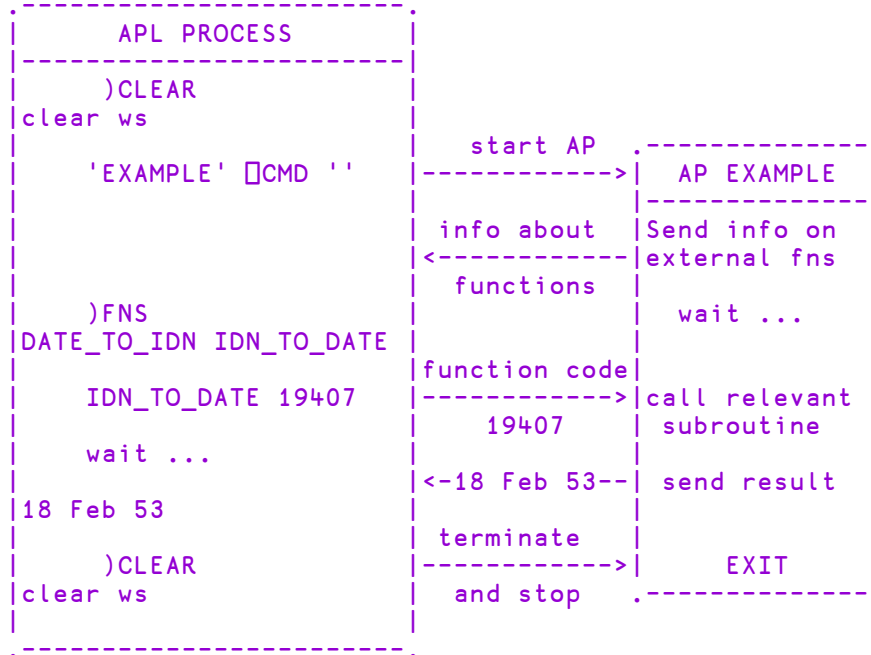 .------------------------.
|      APL PROCESS       |
|------------------------|
|     )CLEAR             |
|clear ws                |
|                        |   start AP  .--------------
|    'EXAMPLE' ⎕CMD ''   |------------>|  AP EXAMPLE
|                        |             |--------------
|                        | info about  |Send info on
|                        |<------------|external fns
|                        |  functions  |
|    )FNS                |             |  wait ...
|DATE_TO_IDN IDN_TO_DATE |             |
|                        |function code|
|    IDN_TO_DATE 19407   |------------>|call relevant
|                        |    19407    | subroutine
|    wait ...            |             |
|                        |<-18 Feb 53--| send result
|18 Feb 53               |             |
|                        | terminate   |
|     )CLEAR             |------------>|     EXIT
|clear ws                |  and stop   .--------------
|                        |
.------------------------.